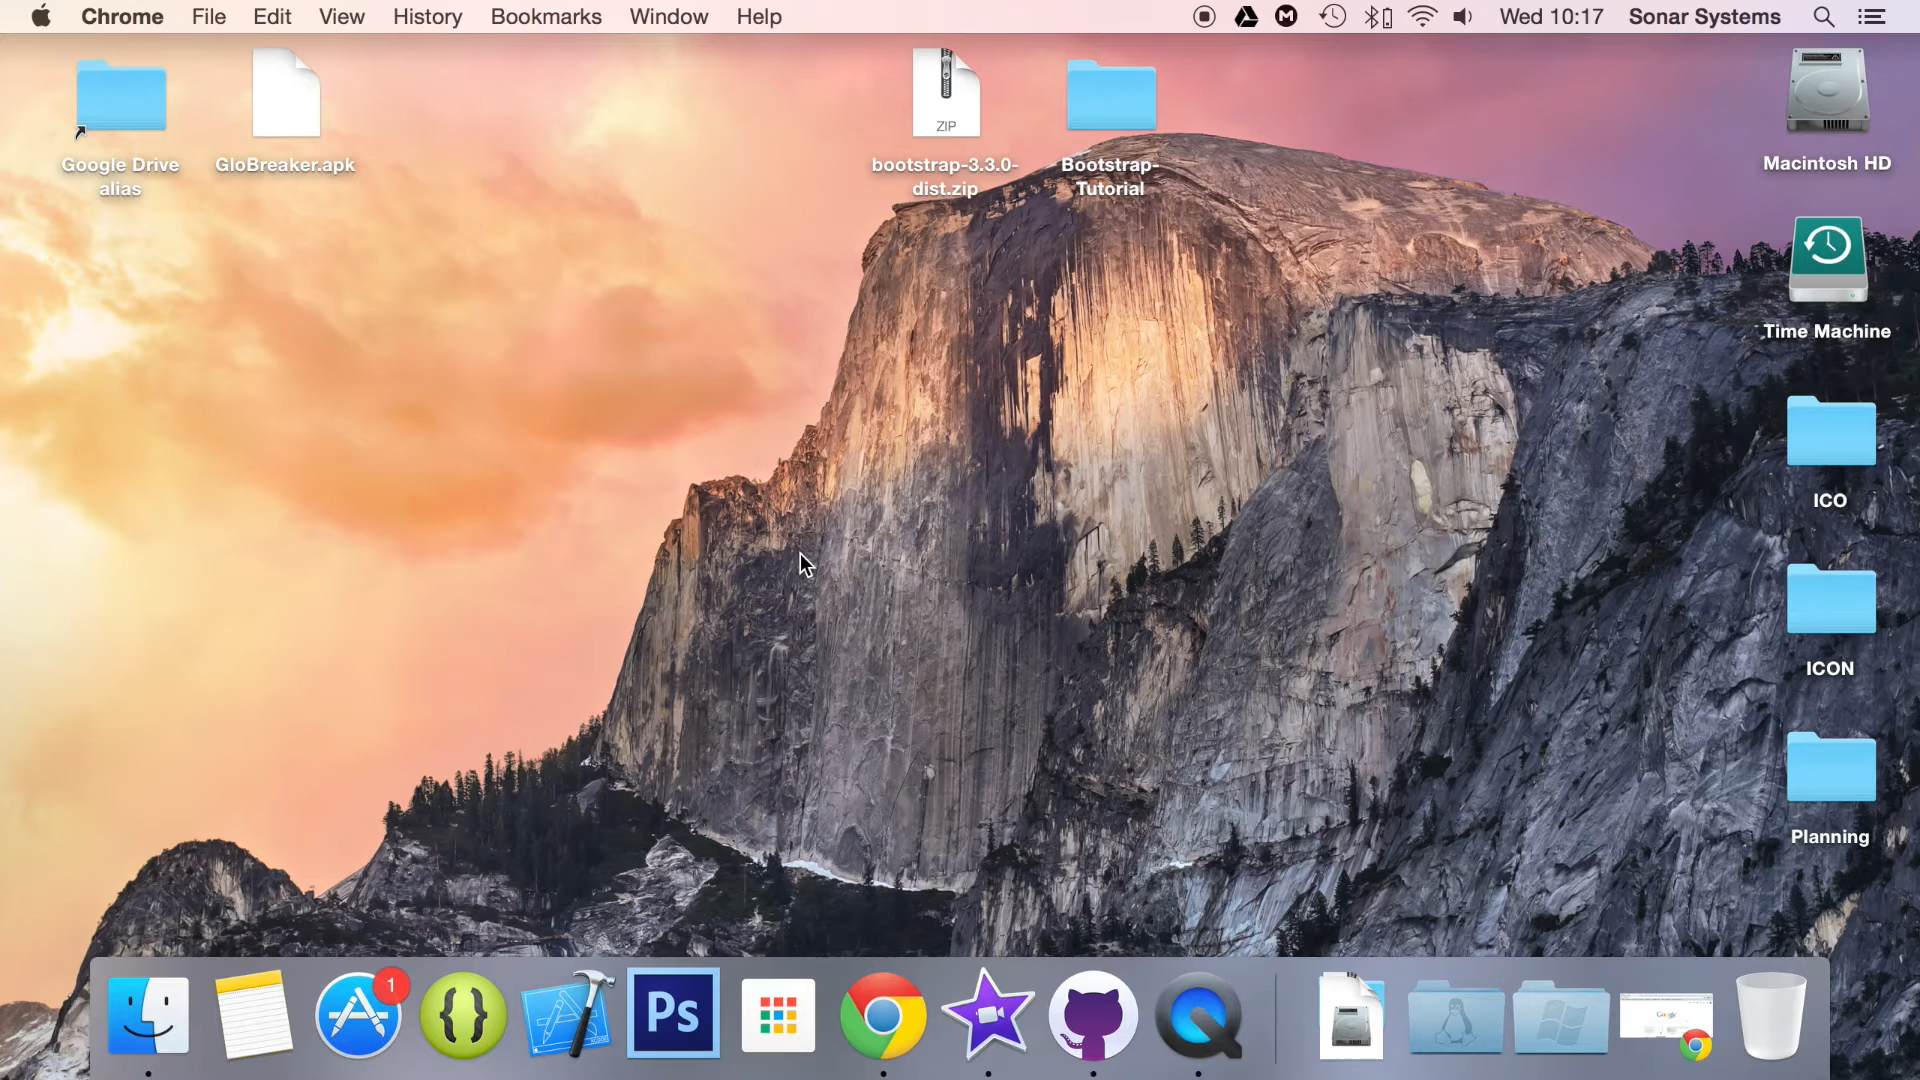 Chrome File Edit View History Bookmarks Window Help Wed 10:17 Sonar Systems
ZIP
Google Drive
alias
GloBreaker.apk
bootstrap-3.3.0-
dist.zip
Bootstrap-
Tutorial
Macintosh HD
Time Machine
ICO
ICON
Planning
1
{}
Ps
Google